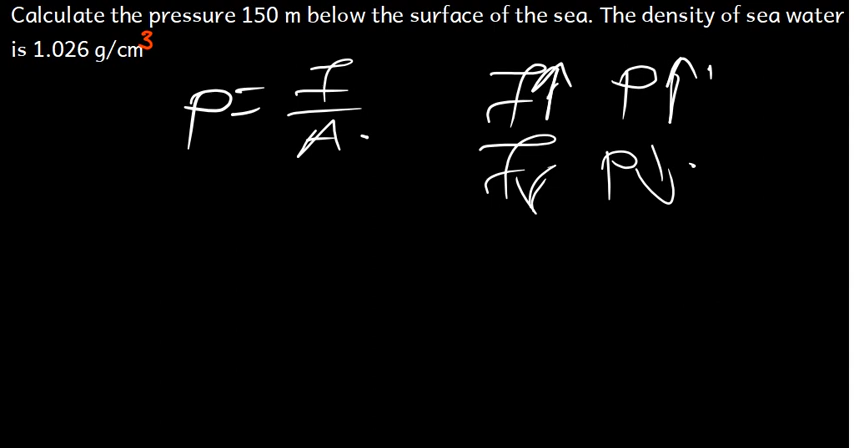 Calculate the pressure 150 m below the surface of the sea. The density of sea water
is 1.026 g/cm³
P = F/A. F↑ P↑
F↓ P↓.